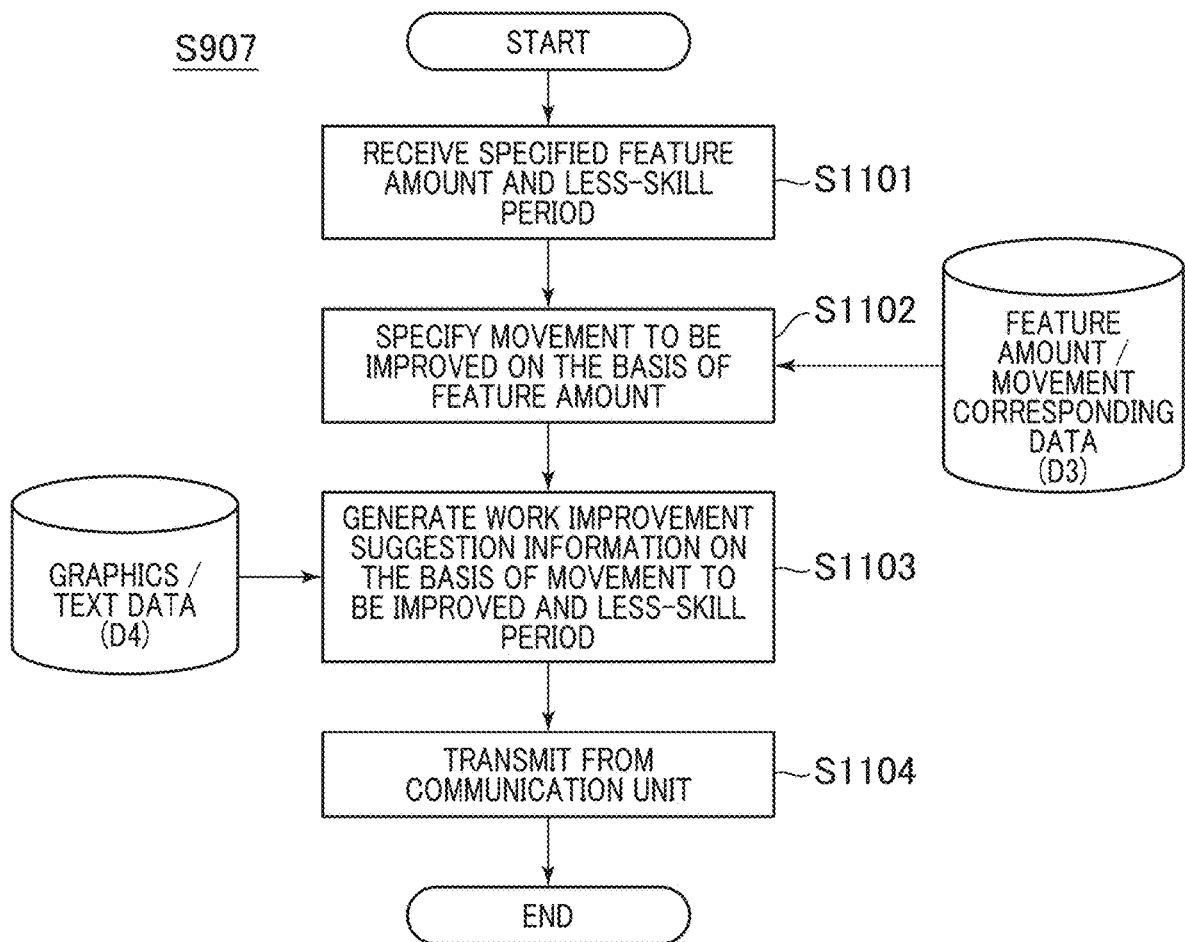 S907
START
RECEIVE SPECIFIED FEATURE
AMOUNT AND LESS-SKILL
PERIOD
S1101
SPECIFY MOVEMENT TO BE
IMPROVED ON THE BASIS OF
FEATURE AMOUNT
S1102
FEATURE
AMOUNT /
MOVEMENT
CORRESPONDING
DATA
(D3)
GRAPHICS /
TEXT DATA
(D4)
GENERATE WORK IMPROVEMENT
SUGGESTION INFORMATION ON
THE BASIS OF MOVEMENT TO
BE IMPROVED AND LESS-SKILL
PERIOD
S1103
TRANSMIT FROM
COMMUNICATION UNIT
S1104
END